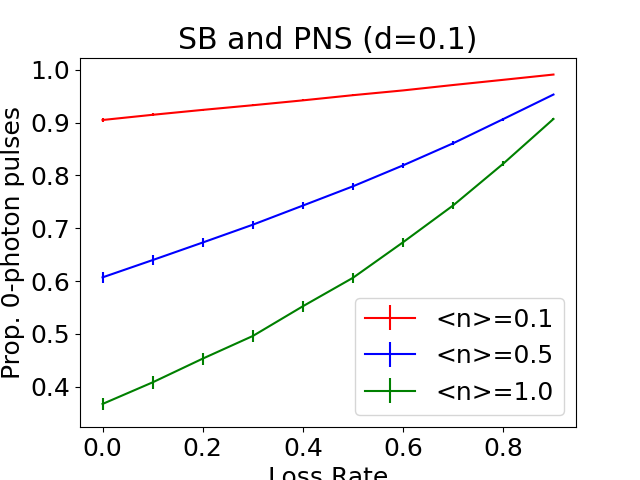 SB and PNS (d=0.1)
Prop. 0-photon pulses
1.0
0.9
0.8
0.7
0.6
0.5
0.4
<n>=0.1
<n>=0.5
<n>=1.0
0.0 0.2 0.4 0.6 0.8
Loss Rate